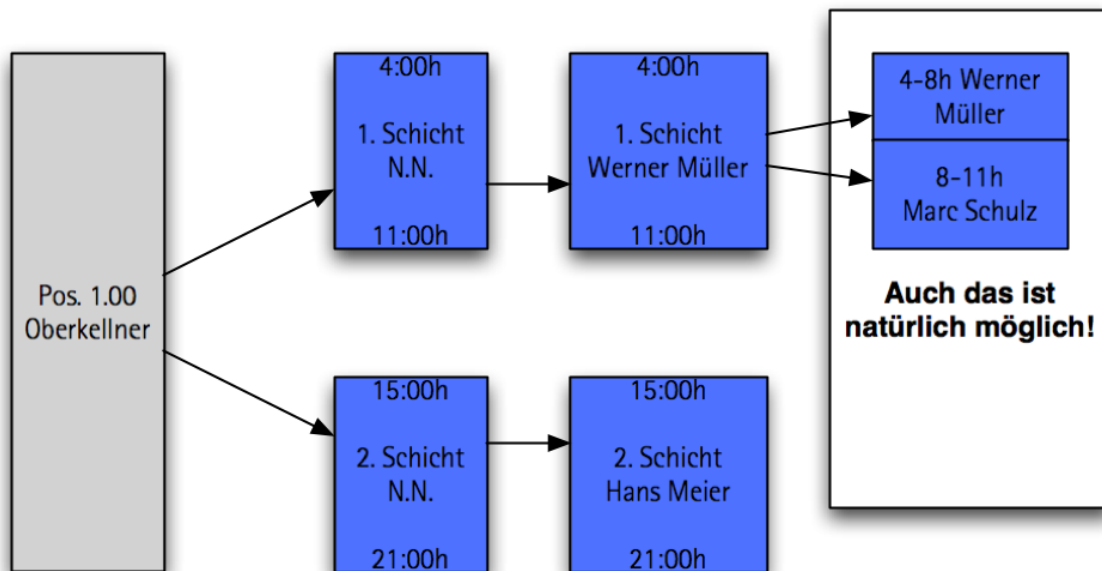 Pos. 1.00
Oberkellner
4:00h
1. Schicht
N.N.
11:00h
4:00h
1. Schicht
Werner Müller
11:00h
4-8h Werner
Müller
8-11h
Marc Schulz
Auch das ist
natürlich möglich!
15:00h
2. Schicht
N.N.
21:00h
15:00h
2. Schicht
Hans Meier
21:00h